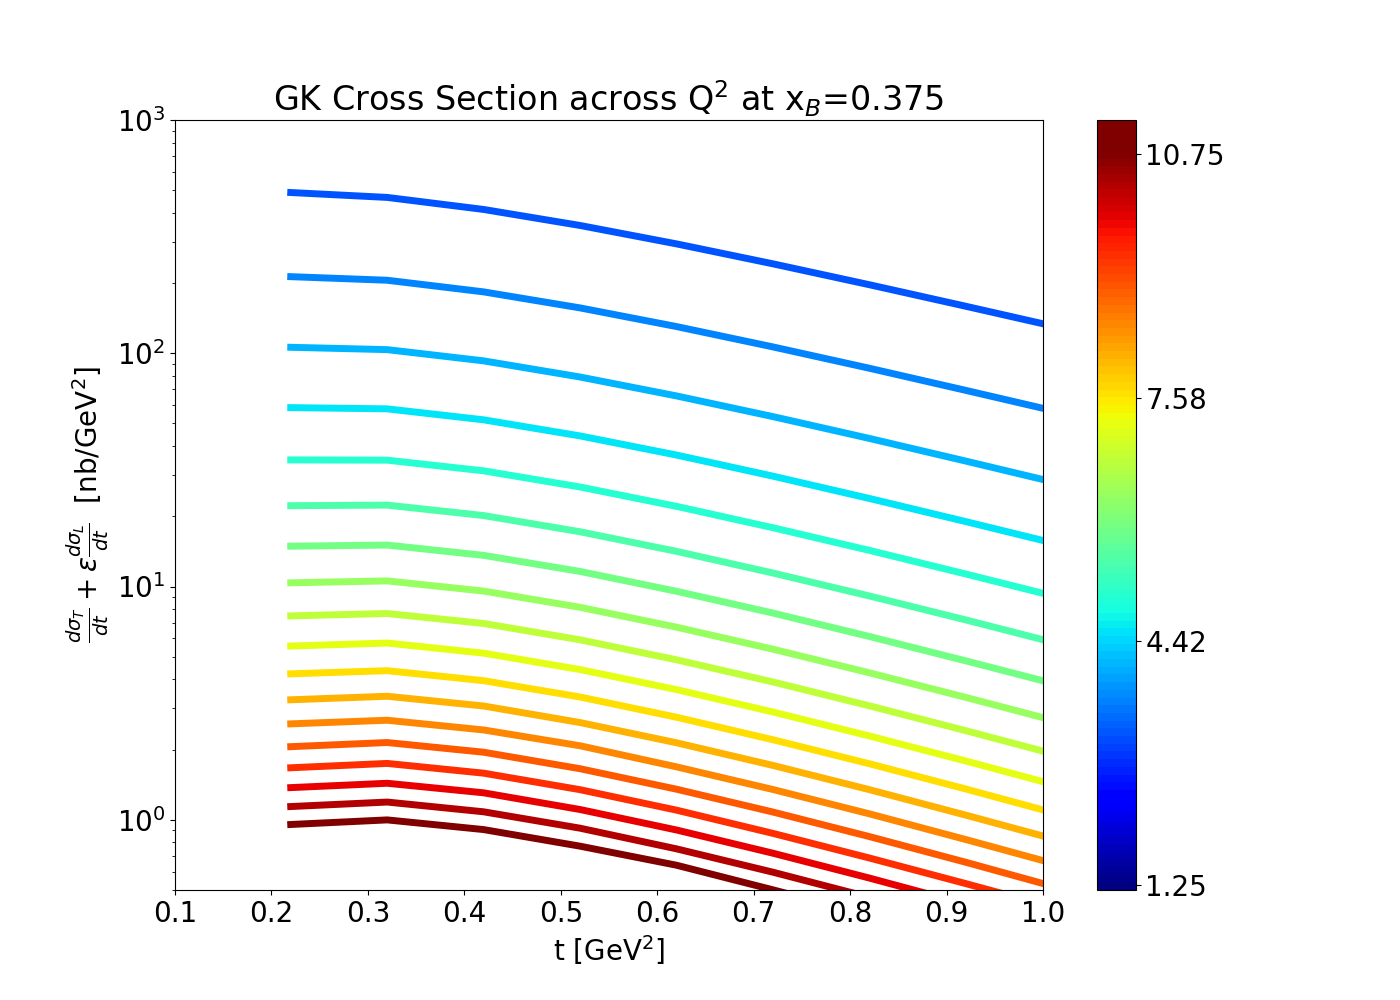 GK Cross Section across Q² at x_B=0.375
10³
10²
10¹
10⁰
dσ_T/dt + ε dσ_L/dt [nb/GeV²]
0.1 0.2 0.3 0.4 0.5 0.6 0.7 0.8 0.9 1.0
t [GeV²]
10.75
7.58
4.42
1.25